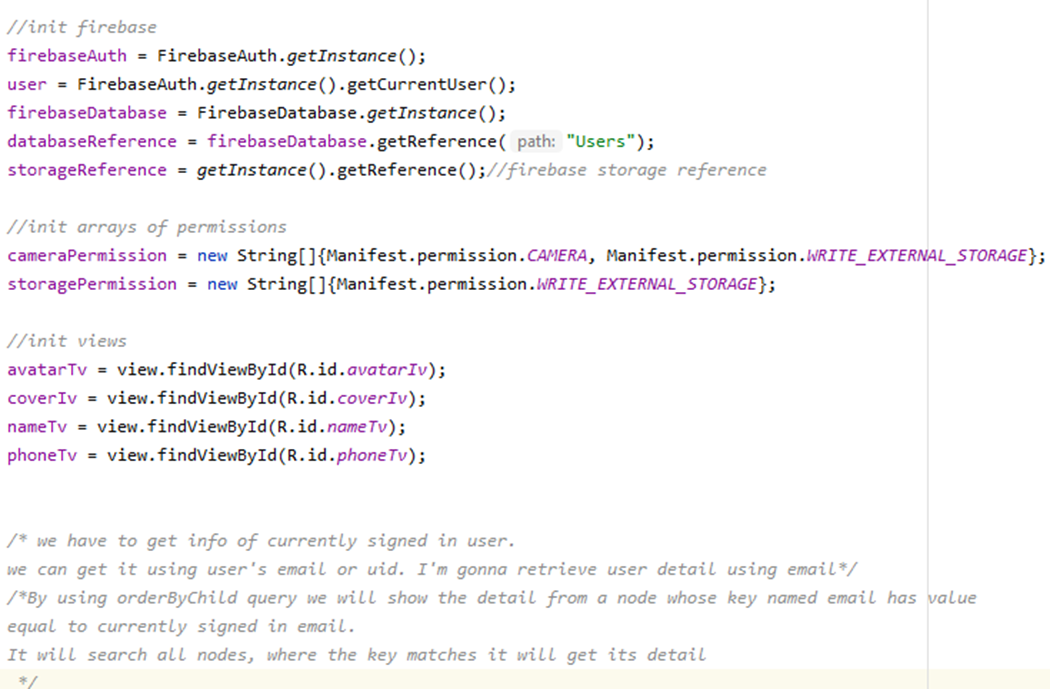 //init firebase
firebaseAuth = FirebaseAuth.getInstance();
user = FirebaseAuth.getInstance().getCurrentUser();
firebaseDatabase = FirebaseDatabase.getInstance();
databaseReference = firebaseDatabase.getReference( path: "Users");
storageReference = getInstance().getReference();//firebase storage reference
//init arrays of permissions
cameraPermission = new String[]{Manifest.permission.CAMERA, Manifest.permission.WRITE_EXTERNAL_STORAGE};
storagePermission = new String[]{Manifest.permission.WRITE_EXTERNAL_STORAGE};
//init views
avatarTv = view.findViewById(R.id.avatarIv);
coverIv = view.findViewById(R.id.coverIv);
nameTv = view.findViewById(R.id.nameTv);
phoneTv = view.findViewById(R.id.phoneTv);
/* we have to get info of currently signed in user.
we can get it using user's email or uid. I'm gonna retrieve user detail using email*/
/*By using orderByChild query we will show the detail from a node whose key named email has value
equal to currently signed in email.
It will search all nodes, where the key matches it will get its detail
*/